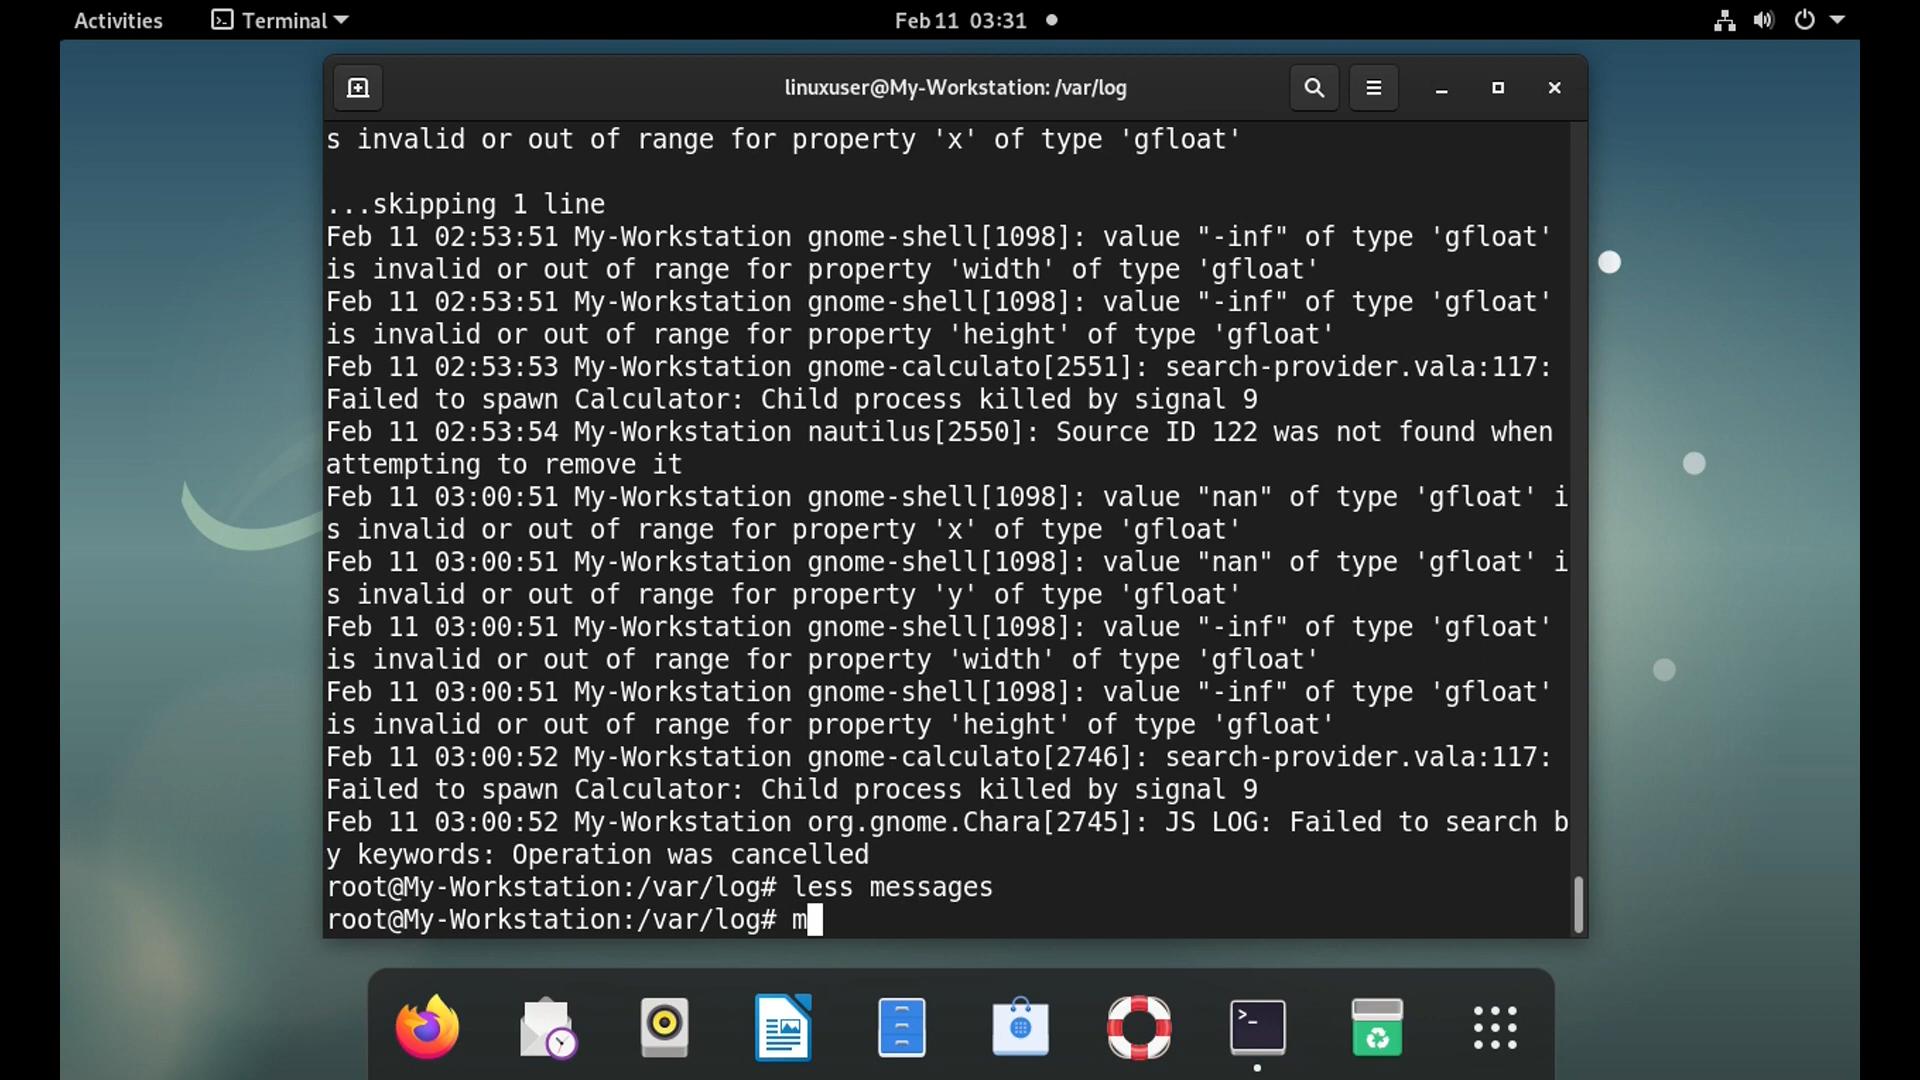 Activities Terminal Feb 11 03:31
linuxuser@My-Workstation: /var/log
s invalid or out of range for property 'x' of type 'gfloat'
...skipping 1 line
Feb 11 02:53:51 My-Workstation gnome-shell[1098]: value "-inf" of type 'gfloat'
is invalid or out of range for property 'width' of type 'gfloat'
Feb 11 02:53:51 My-Workstation gnome-shell[1098]: value "-inf" of type 'gfloat'
is invalid or out of range for property 'height' of type 'gfloat'
Feb 11 02:53:53 My-Workstation gnome-calculato[2551]: search-provider.vala:117:
Failed to spawn Calculator: Child process killed by signal 9
Feb 11 02:53:54 My-Workstation nautilus[2550]: Source ID 122 was not found when
attempting to remove it
Feb 11 03:00:51 My-Workstation gnome-shell[1098]: value "nan" of type 'gfloat' i
s invalid or out of range for property 'x' of type 'gfloat'
Feb 11 03:00:51 My-Workstation gnome-shell[1098]: value "nan" of type 'gfloat' i
s invalid or out of range for property 'y' of type 'gfloat'
Feb 11 03:00:51 My-Workstation gnome-shell[1098]: value "-inf" of type 'gfloat'
is invalid or out of range for property 'width' of type 'gfloat'
Feb 11 03:00:51 My-Workstation gnome-shell[1098]: value "-inf" of type 'gfloat'
is invalid or out of range for property 'height' of type 'gfloat'
Feb 11 03:00:52 My-Workstation gnome-calculato[2746]: search-provider.vala:117:
Failed to spawn Calculator: Child process killed by signal 9
Feb 11 03:00:52 My-Workstation org.gnome.Chara[2745]: JS LOG: Failed to search b
y keywords: Operation was cancelled
root@My-Workstation:/var/log# less messages
root@My-Workstation:/var/log# m